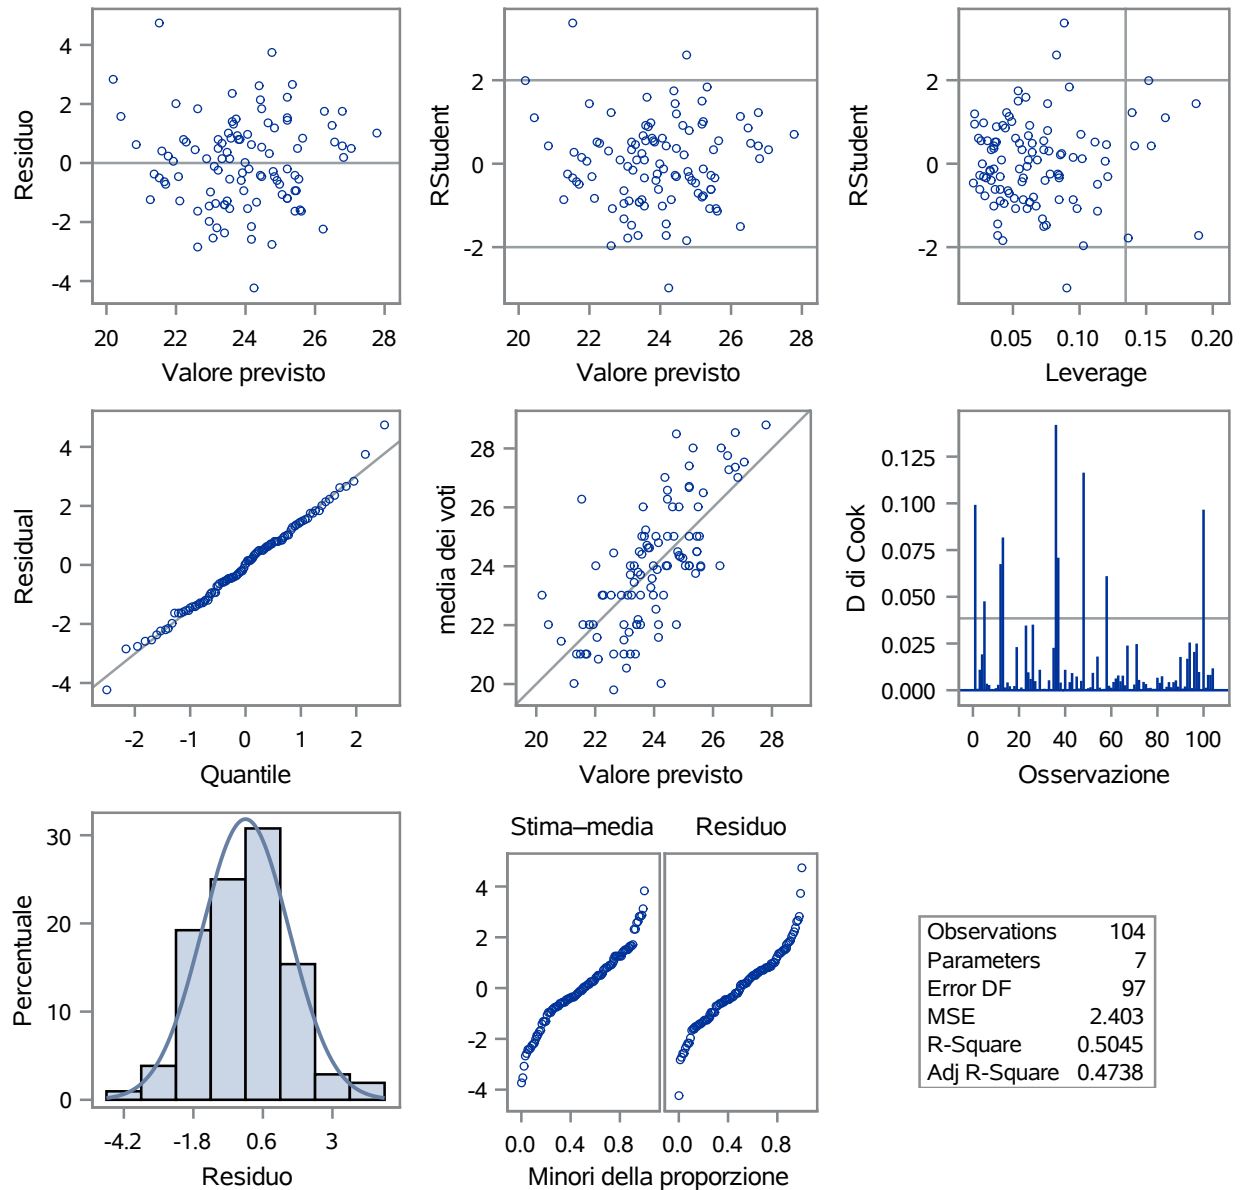 4
2
0
-2
-4
Residuo
20 22 24 26 28
Valore previsto
2
0
-2
RStudent
20 22 24 26 28
Valore previsto
2
0
-2
RStudent
0.05 0.10 0.15 0.20
Leverage
4
2
0
-2
-4
Residual
-2 -1 0 1 2
Quantile
28
26
24
22
20
media dei voti
20 22 24 26 28
Valore previsto
0.125
0.100
0.075
0.050
0.025
0.000
D di Cook
0 20 40 60 80 100
Osservazione
30
20
10
0
Percentuale
-4.2 -1.8 0.6 3
Residuo
Stima–media Residuo
4
2
0
-2
-4
0.0 0.4 0.8 0.0 0.4 0.8
Minori della proporzione
Observations 104
Parameters 7
Error DF 97
MSE 2.403
R-Square 0.5045
Adj R-Square 0.4738